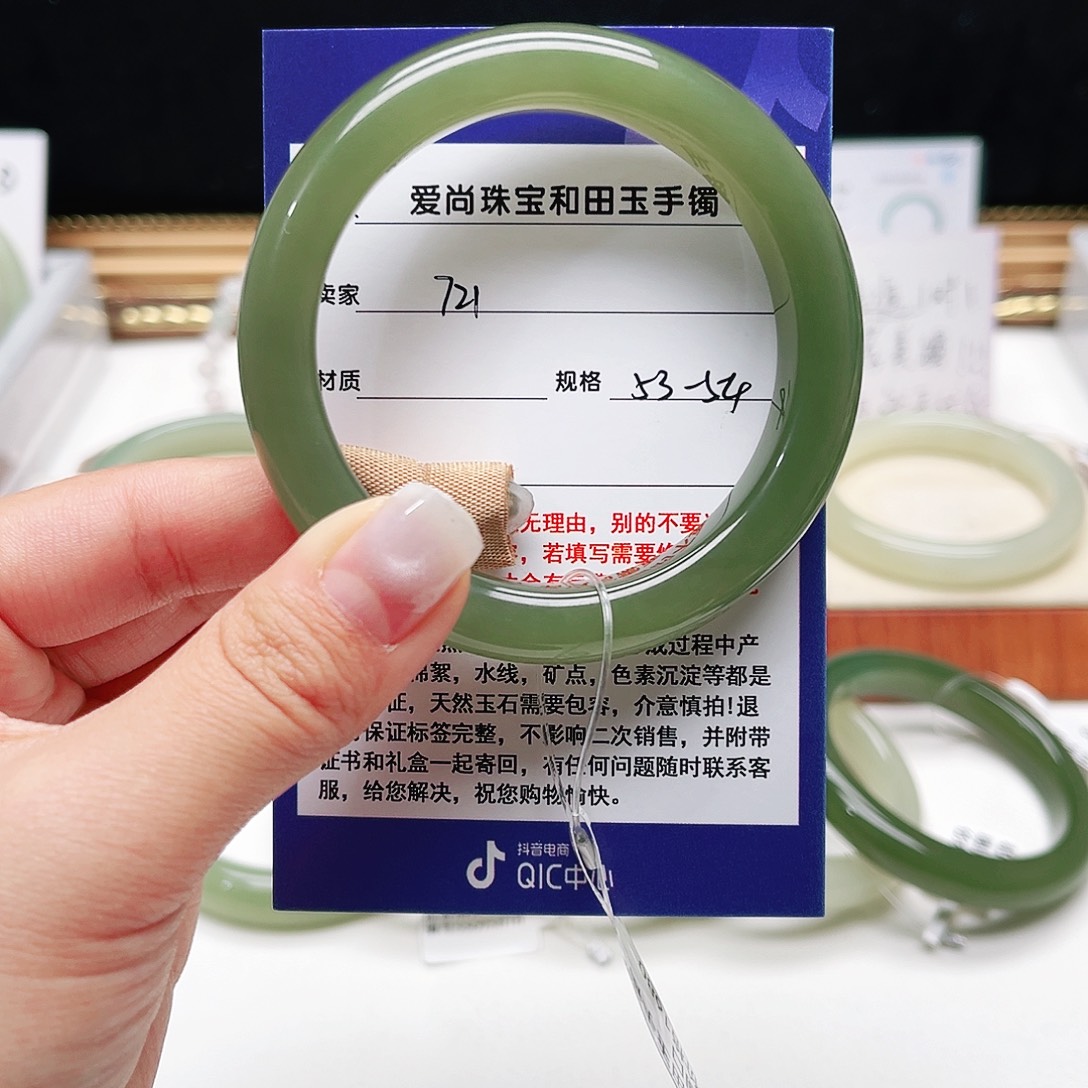 爱尚珠宝和田玉手镯
卖家 721
材质 规格 53-54
无理由，别的不要
，若填写需要
过程中产
棉絮，水线，矿点，色素沉淀等都是
证，天然玉石需要包容，介意慎拍！退
保证标签完整，不影响二次销售，并附带
证书和礼盒一起寄回，有任何问题随时联系客
服，给您解决，祝您购物愉快。
抖音电商
QIC中心